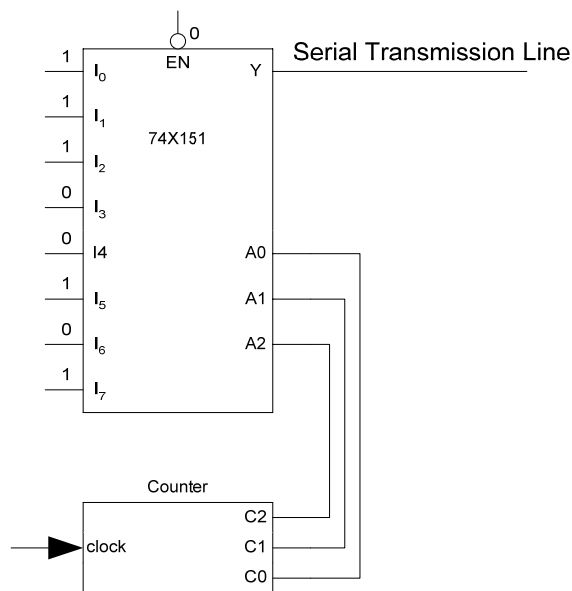 0
EN
Serial Transmission Line
1 I0 Y
1 I1
74X151
1 I2
0 I3
0 I4 A0
1 I5 A1
0 I6 A2
1 I7
Counter
C2
clock C1
C0